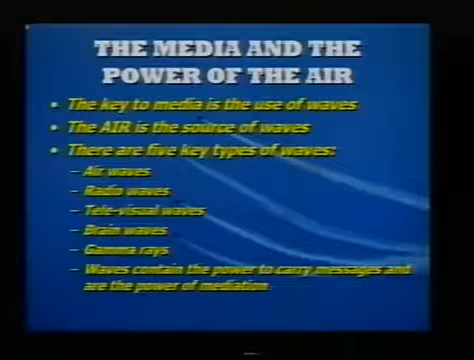 THE MEDIA AND THE
POWER OF THE AIR
• The key to media is the use of waves
• The AIR is the source of waves
• There are five key types of waves:
– Air waves
– Radio waves
– Tele-visual waves
– Brain waves
– Gamma rays
– Waves contain the power to carry messages and
are the power of mediation